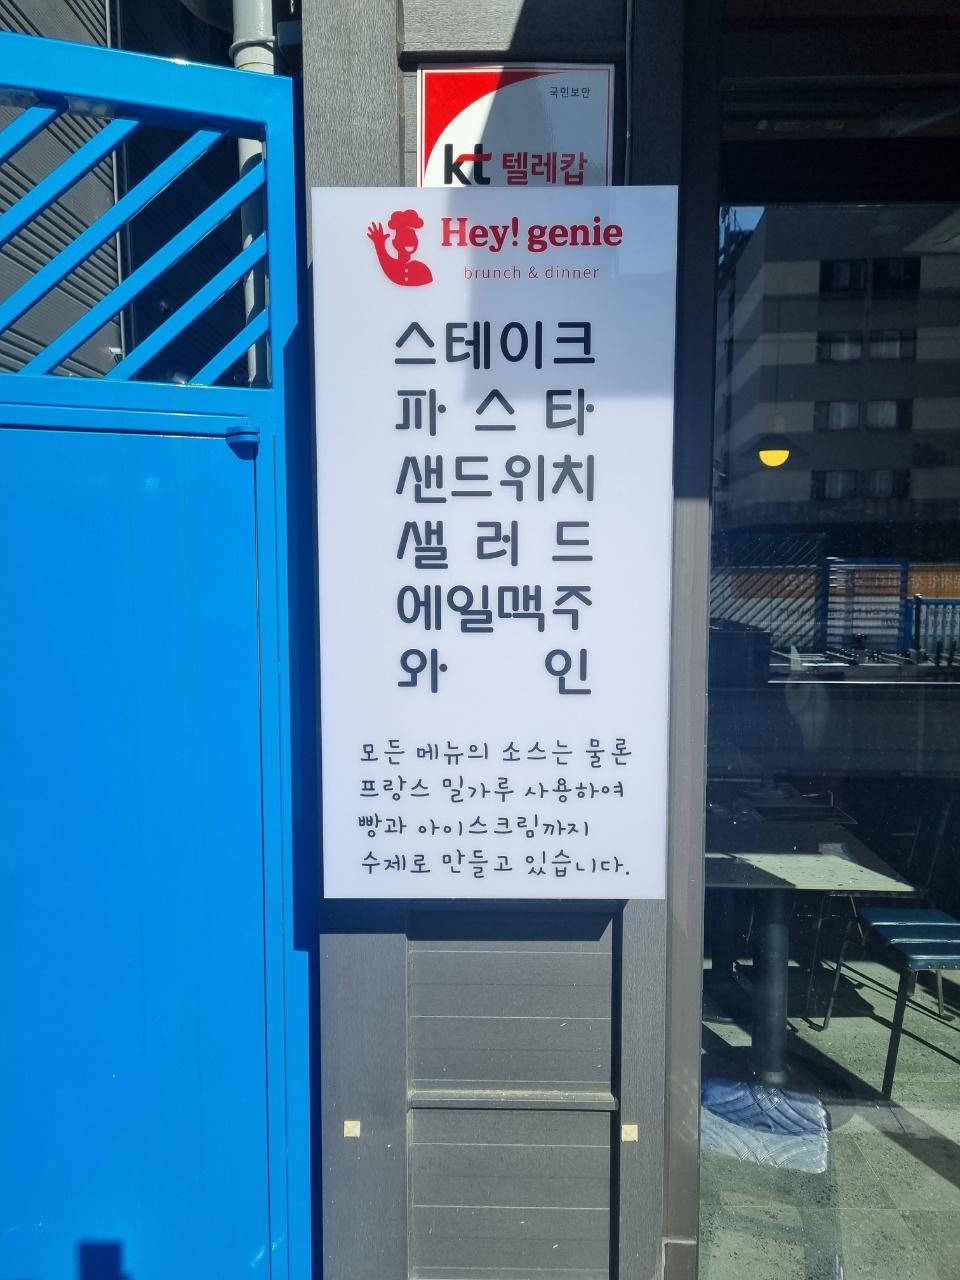 국민보안
kt 텔레캅
Hey! genie
brunch & dinner
스테이크
파스타
샌드위치
샐러드
에일맥주
와인
모든 메뉴의 소스는 물론
프랑스 밀가루 사용하여
빵과 아이스크림까지
수제로 만들고 있습니다.